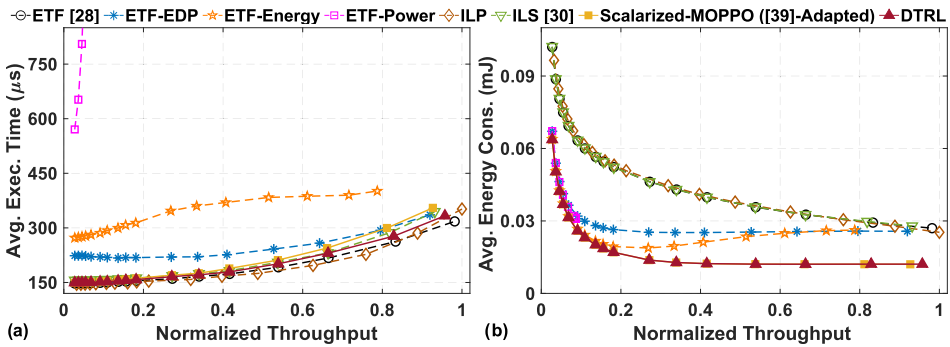 ETF [28] ETF-EDP ETF-Energy ETF-Power ILP ILS [30] Scalarized-MOPPO ([39]-Adapted) DTRL
Avg. Exec. Time (μs)
750
600
450
300
150
0 0.2 0.4 0.6 0.8 1
(a) Normalized Throughput
Avg. Energy Cons. (mJ)
0.09
0.06
0.03
0
0 0.2 0.4 0.6 0.8 1
(b) Normalized Throughput